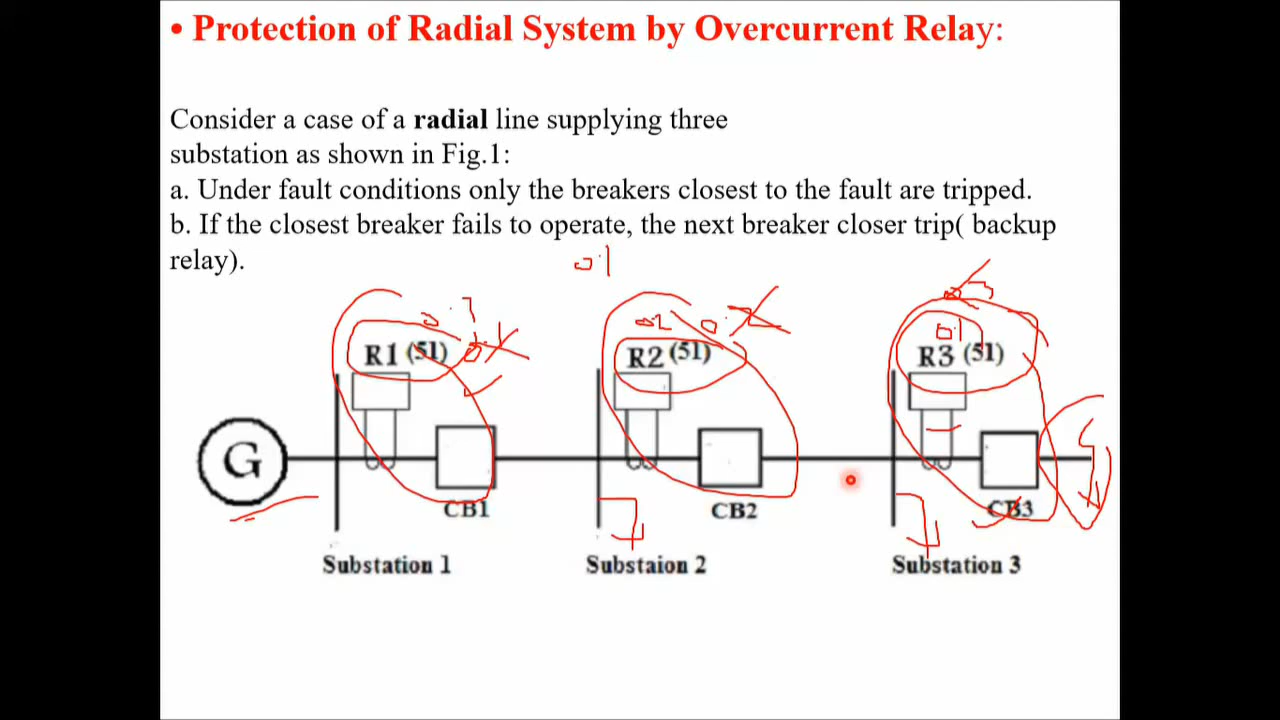 • Protection of Radial System by Overcurrent Relay:
Consider a case of a radial line supplying three
substation as shown in Fig.1:
a. Under fault conditions only the breakers closest to the fault are tripped.
b. If the closest breaker fails to operate, the next breaker closer trip( backup
relay).
01
R1 (51)
R2 (51)
R3 (51)
G
CB1
CB2
CB3
Substation 1
Substaion 2
Substation 3